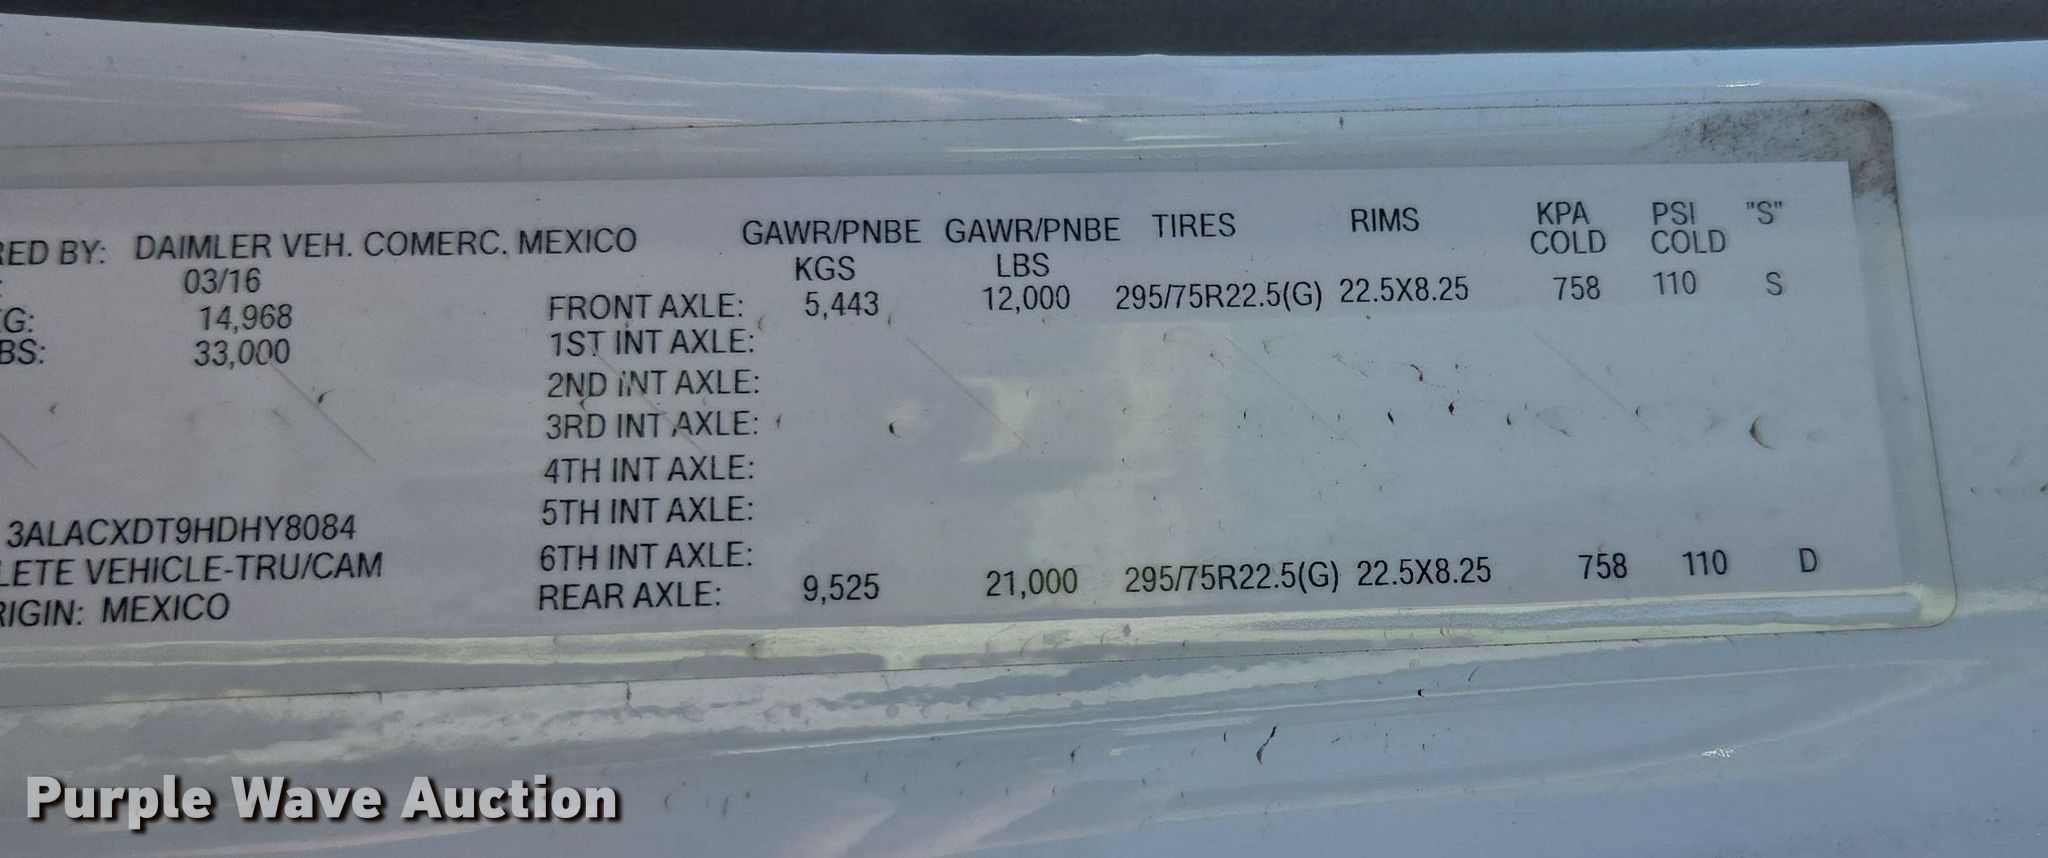 RED BY: DAIMLER VEH. COMERC. MEXICO
03/16
KG: 14,968
BS: 33,000
3ALACXDT9HDHY8084
LETE VEHICLE-TRU/CAM
RIGIN: MEXICO
GAWR/PNBE GAWR/PNBE TIRES RIMS KPA PSI "S"
KGS LBS COLD COLD
FRONT AXLE: 5,443 12,000 295/75R22.5(G) 22.5X8.25 758 110 S
1ST INT AXLE:
2ND INT AXLE:
3RD INT AXLE:
4TH INT AXLE:
5TH INT AXLE:
6TH INT AXLE:
REAR AXLE: 9,525 21,000 295/75R22.5(G) 22.5X8.25 758 110 D
Purple Wave Auction